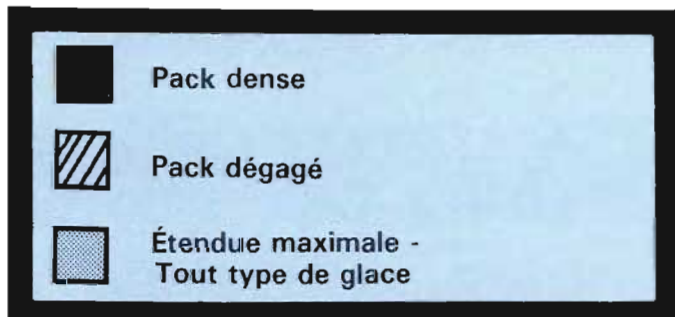 Pack dense
Pack dégagé
Étendue maximale -
Tout type de glace